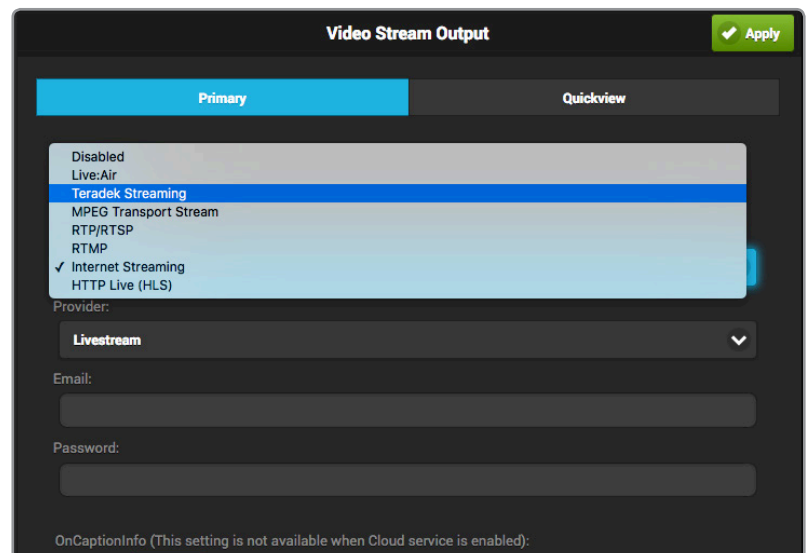 Video Stream Output
Apply
Primary
Quickview
Disabled
Live:Air
Teradek Streaming
MPEG Transport Stream
RTP/RTSP
RTMP
✓ Internet Streaming
HTTP Live (HLS)
Provider:
Livestream
Email:
Password:
OnCaptionInfo (This setting is not available when Cloud service is enabled):